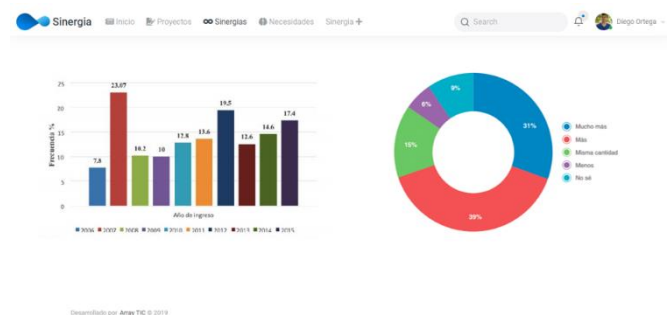 Sinergia Inicio Proyectos Sinergias Necesidades Sinergia + Search Diego Ortega
25
20
15
10
5
0
Frecuencia %
7.8
23.07
10.2
10
12.8
13.6
19.5
12.6
14.6
17.4
Año de ingreso
2006 2007 2008 2009 2010 2011 2012 2013 2014 2015
9%
6%
15%
31%
39%
Mucho más
Más
Misma cantidad
Menos
No sé
Desarrollado por Arras TIC © 2019